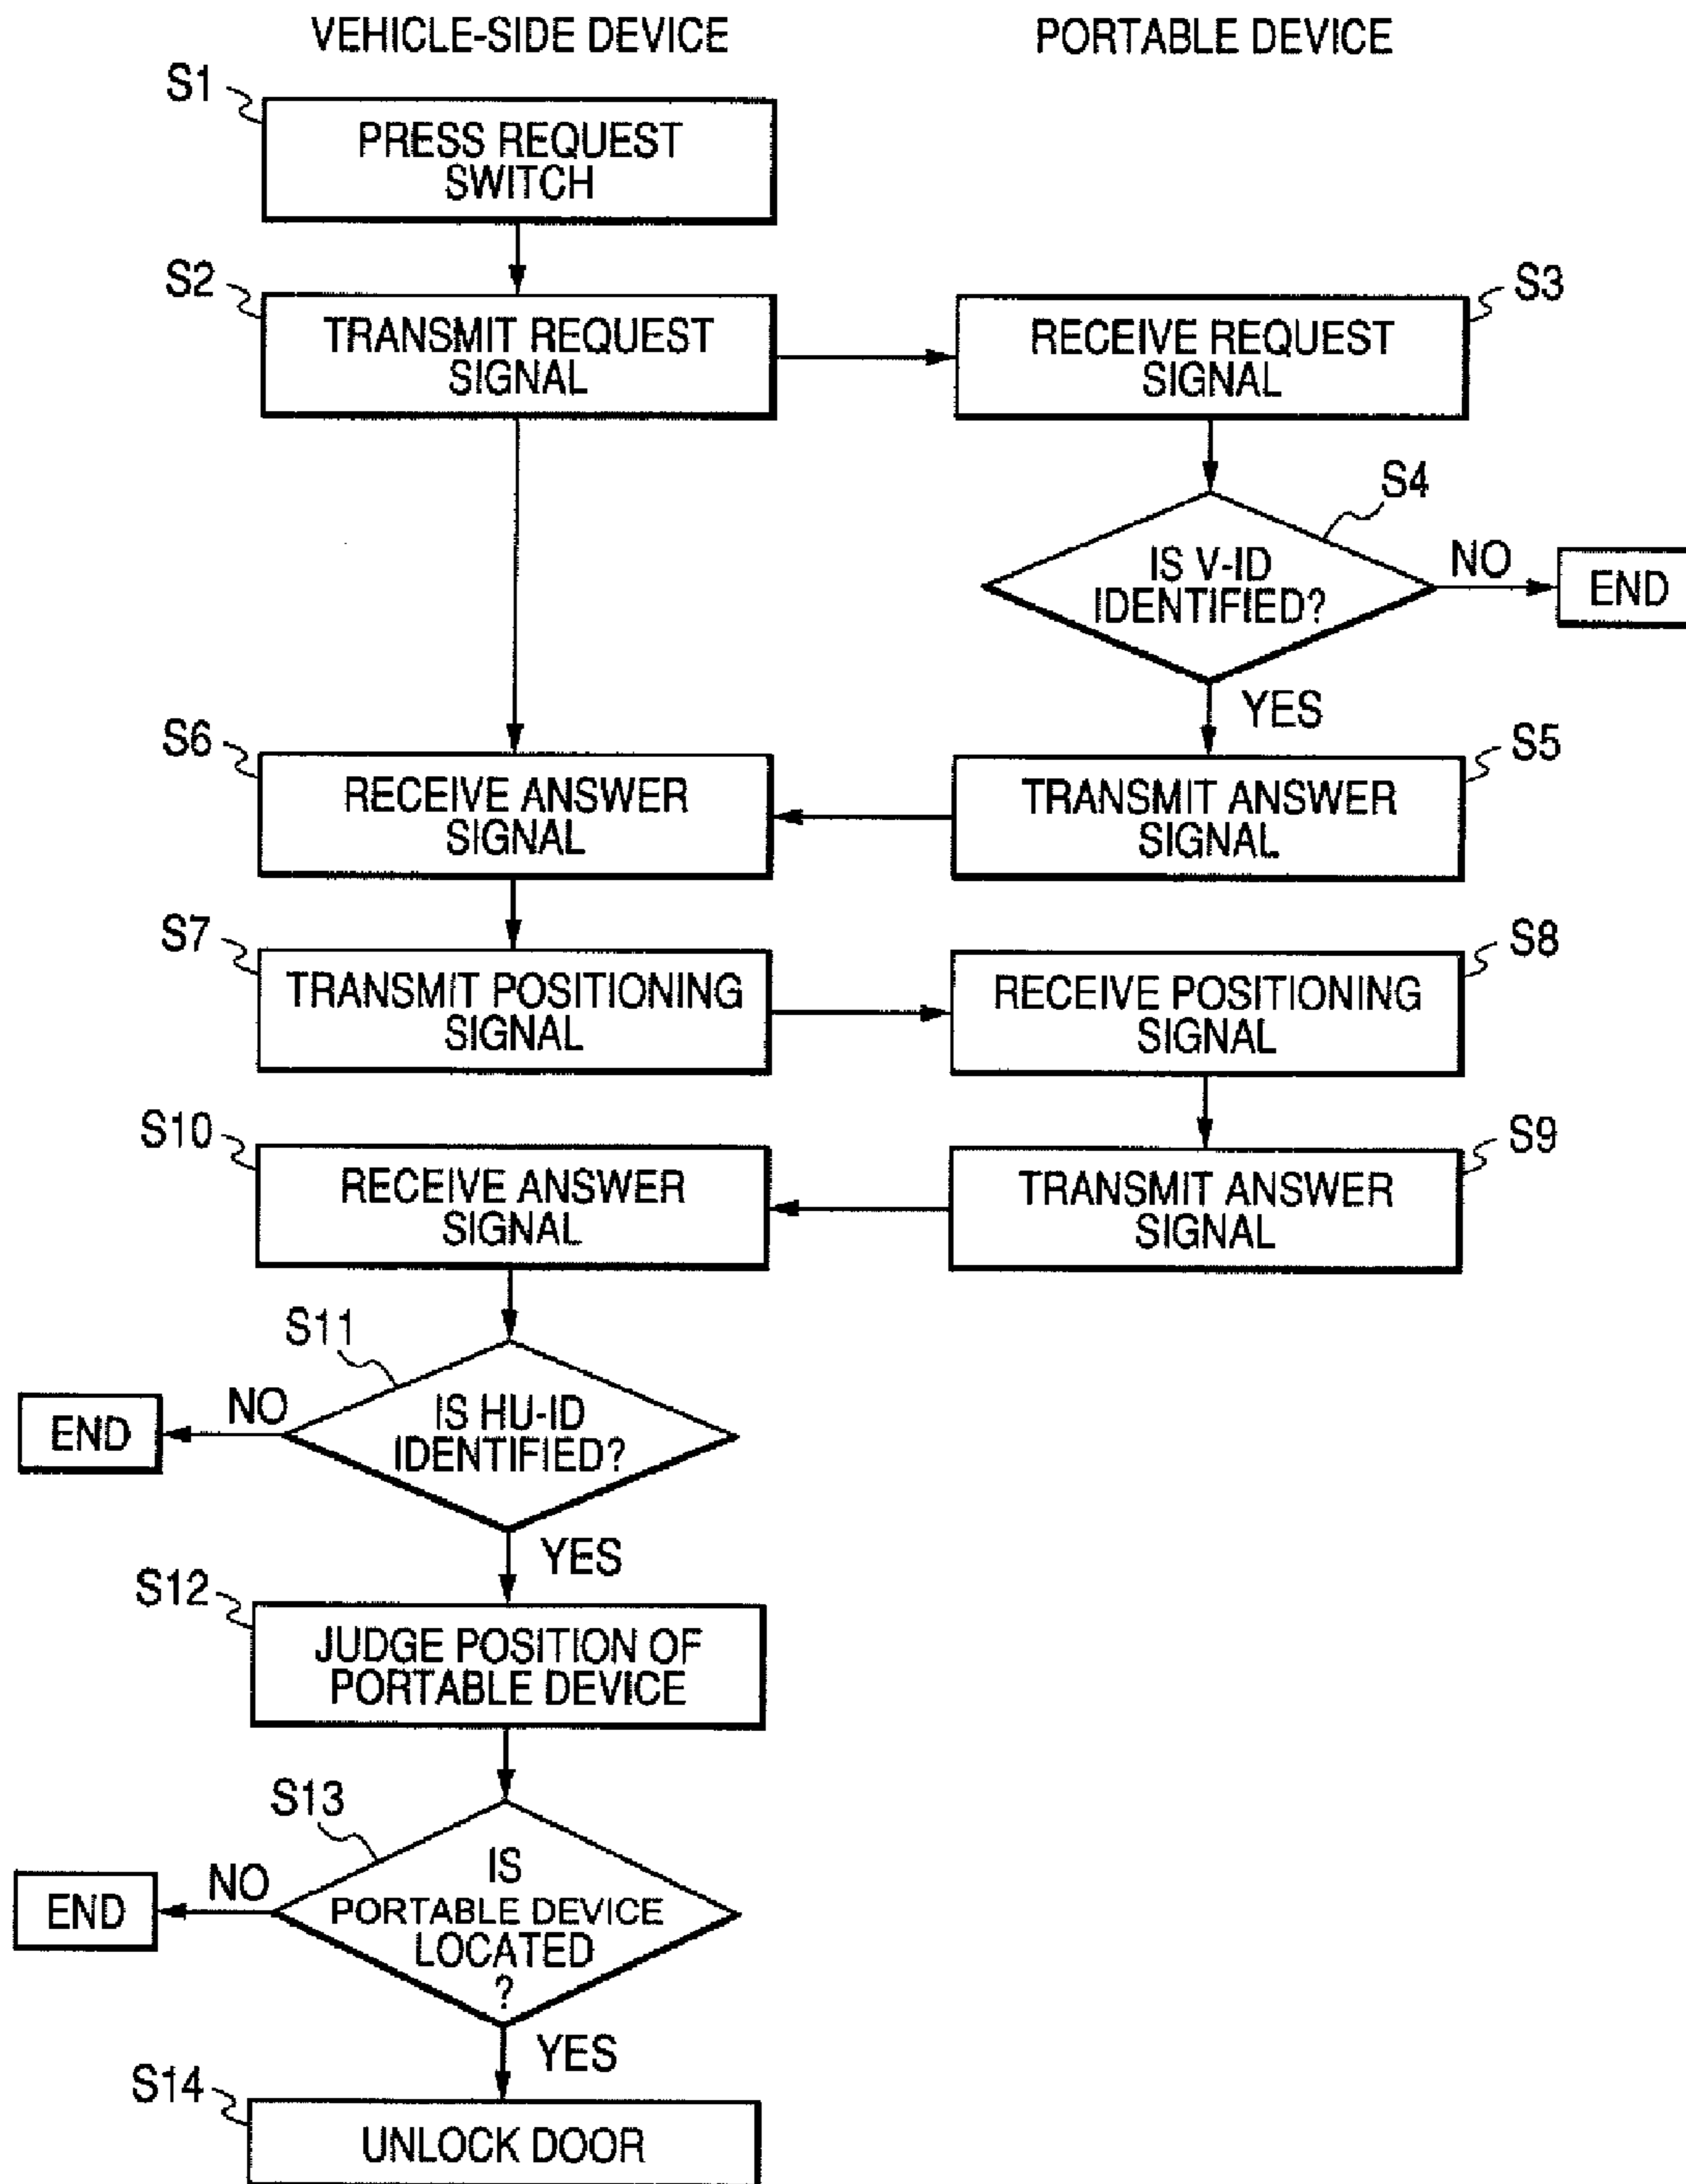 VEHICLE-SIDE DEVICE
PORTABLE DEVICE
S1
PRESS REQUEST
SWITCH
S2
TRANSMIT REQUEST
SIGNAL
S3
RECEIVE REQUEST
SIGNAL
S4
IS V-ID
IDENTIFIED?
NO
END
YES
S5
TRANSMIT ANSWER
SIGNAL
S6
RECEIVE ANSWER
SIGNAL
S7
TRANSMIT POSITIONING
SIGNAL
S8
RECEIVE POSITIONING
SIGNAL
S9
TRANSMIT ANSWER
SIGNAL
S10
RECEIVE ANSWER
SIGNAL
S11
IS HU-ID
IDENTIFIED?
NO
END
YES
S12
JUDGE POSITION OF
PORTABLE DEVICE
S13
IS
PORTABLE DEVICE
LOCATED
?
NO
END
YES
S14
UNLOCK DOOR